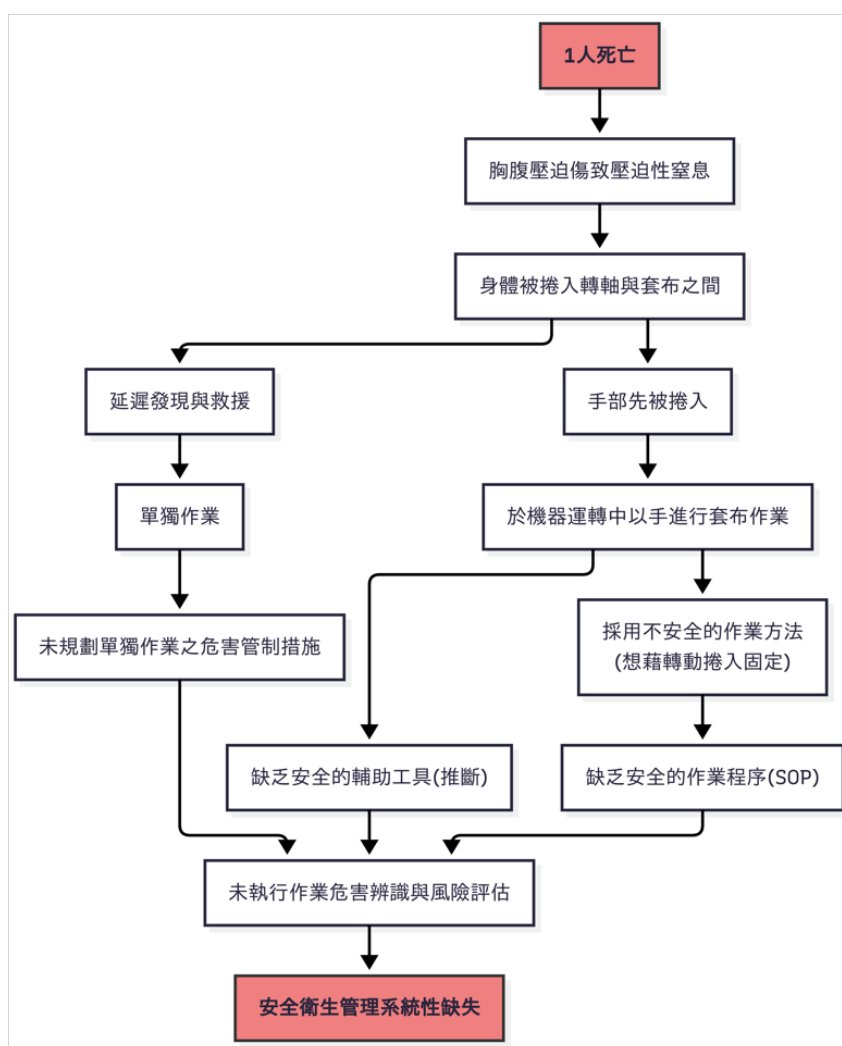 1人死亡
胸腹壓迫傷致壓迫性窒息
身體被捲入轉軸與套布之間
延遲發現與救援
手部先被捲入
單獨作業
於機器運轉中以手進行套布作業
未規劃單獨作業之危害管制措施
採用不安全的作業方法
(想藉轉動捲入固定)
缺乏安全的輔助工具(推斷)
缺乏安全的作業程序(SOP)
未執行作業危害辨識與風險評估
安全衛生管理系統性缺失